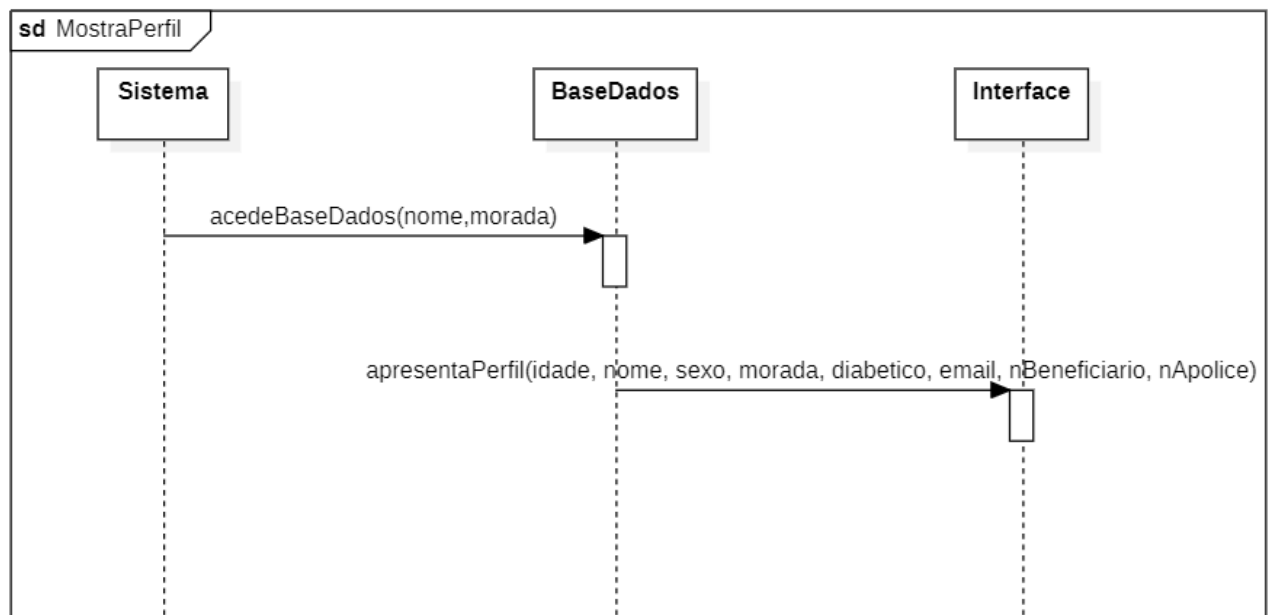 sd MostraPerfil
Sistema
BaseDados
Interface
acedeBaseDados(nome,morada)
apresentaPerfil(idade, nome, sexo, morada, diabetico, email, nBeneficiario, nApolice)